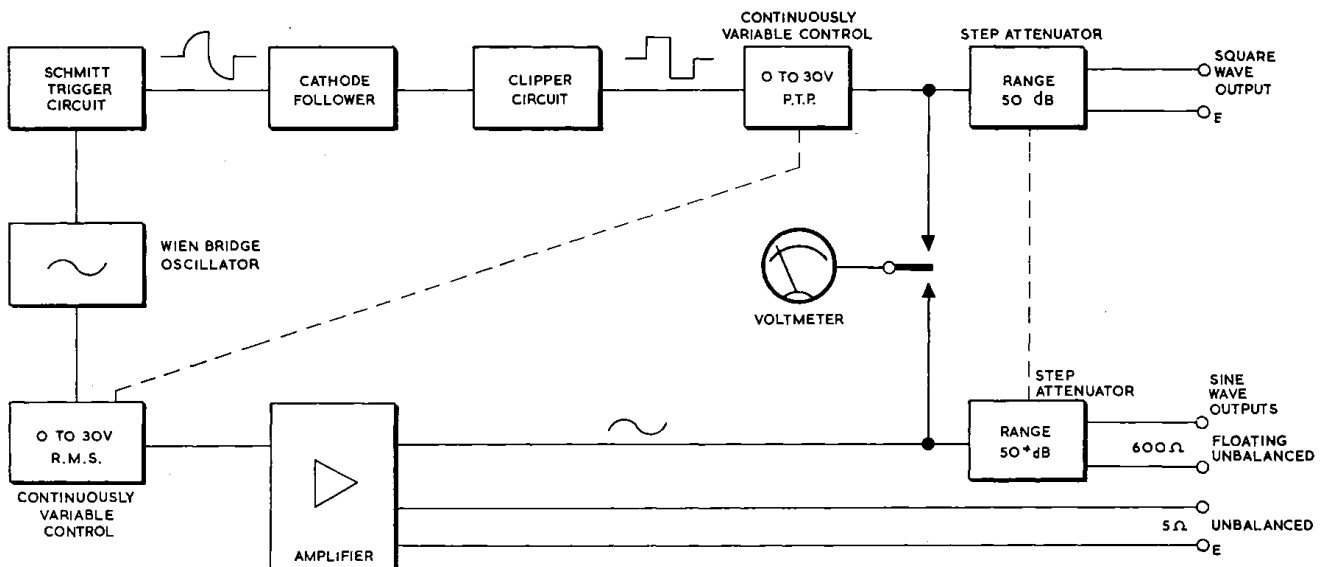 CONTINUOUSLY
VARIABLE CONTROL
STEP ATTENUATOR
SCHMITT
TRIGGER
CIRCUIT
CATHODE
FOLLOWER
CLIPPER
CIRCUIT
0 TO 30V
P.T.P.
RANGE
50 dB
SQUARE
WAVE
OUTPUT
E
WIEN BRIDGE
OSCILLATOR
VOLTMETER
STEP
ATTENUATOR
SINE
WAVE
OUTPUTS
0 TO 30V
R.M.S.
RANGE
50 + dB
600Ω
FLOATING
UNBALANCED
CONTINUOUSLY
VARIABLE
CONTROL
AMPLIFIER
5Ω UNBALANCED
E